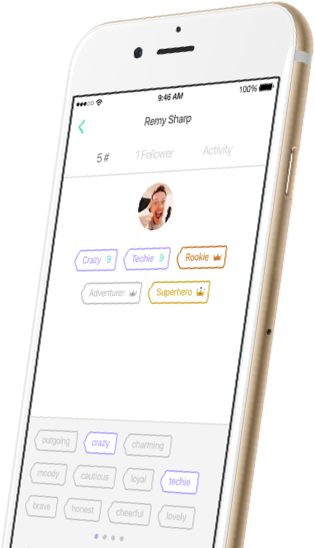 9:46 AM 100%
Remy Sharp
5 # 1 Follower Activity
Crazy 9 Techie 9 Rookie
Adventurer Superhero
outgoing crazy charming
moody cautious loyal techie
brave honest cheerful lovely